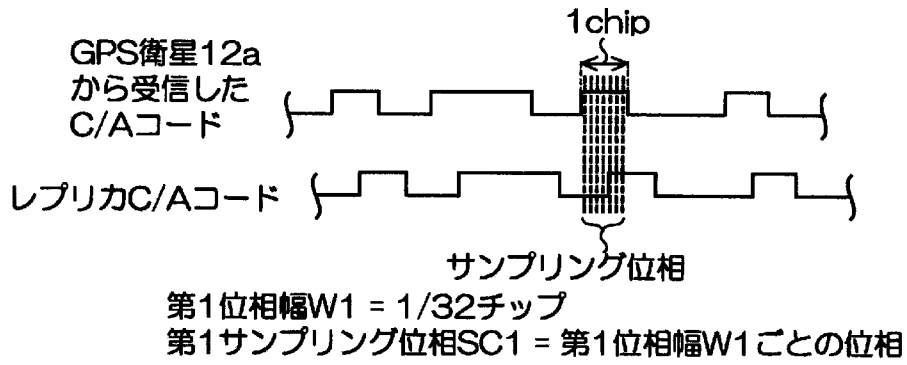 1chip
GPS衛星12a
から受信した
C/Aコード
レプリカC/Aコード
サンプリング位相
第1位相幅W1 = 1/32チップ
第1サンプリング位相SC1 = 第1位相幅W1ごとの位相